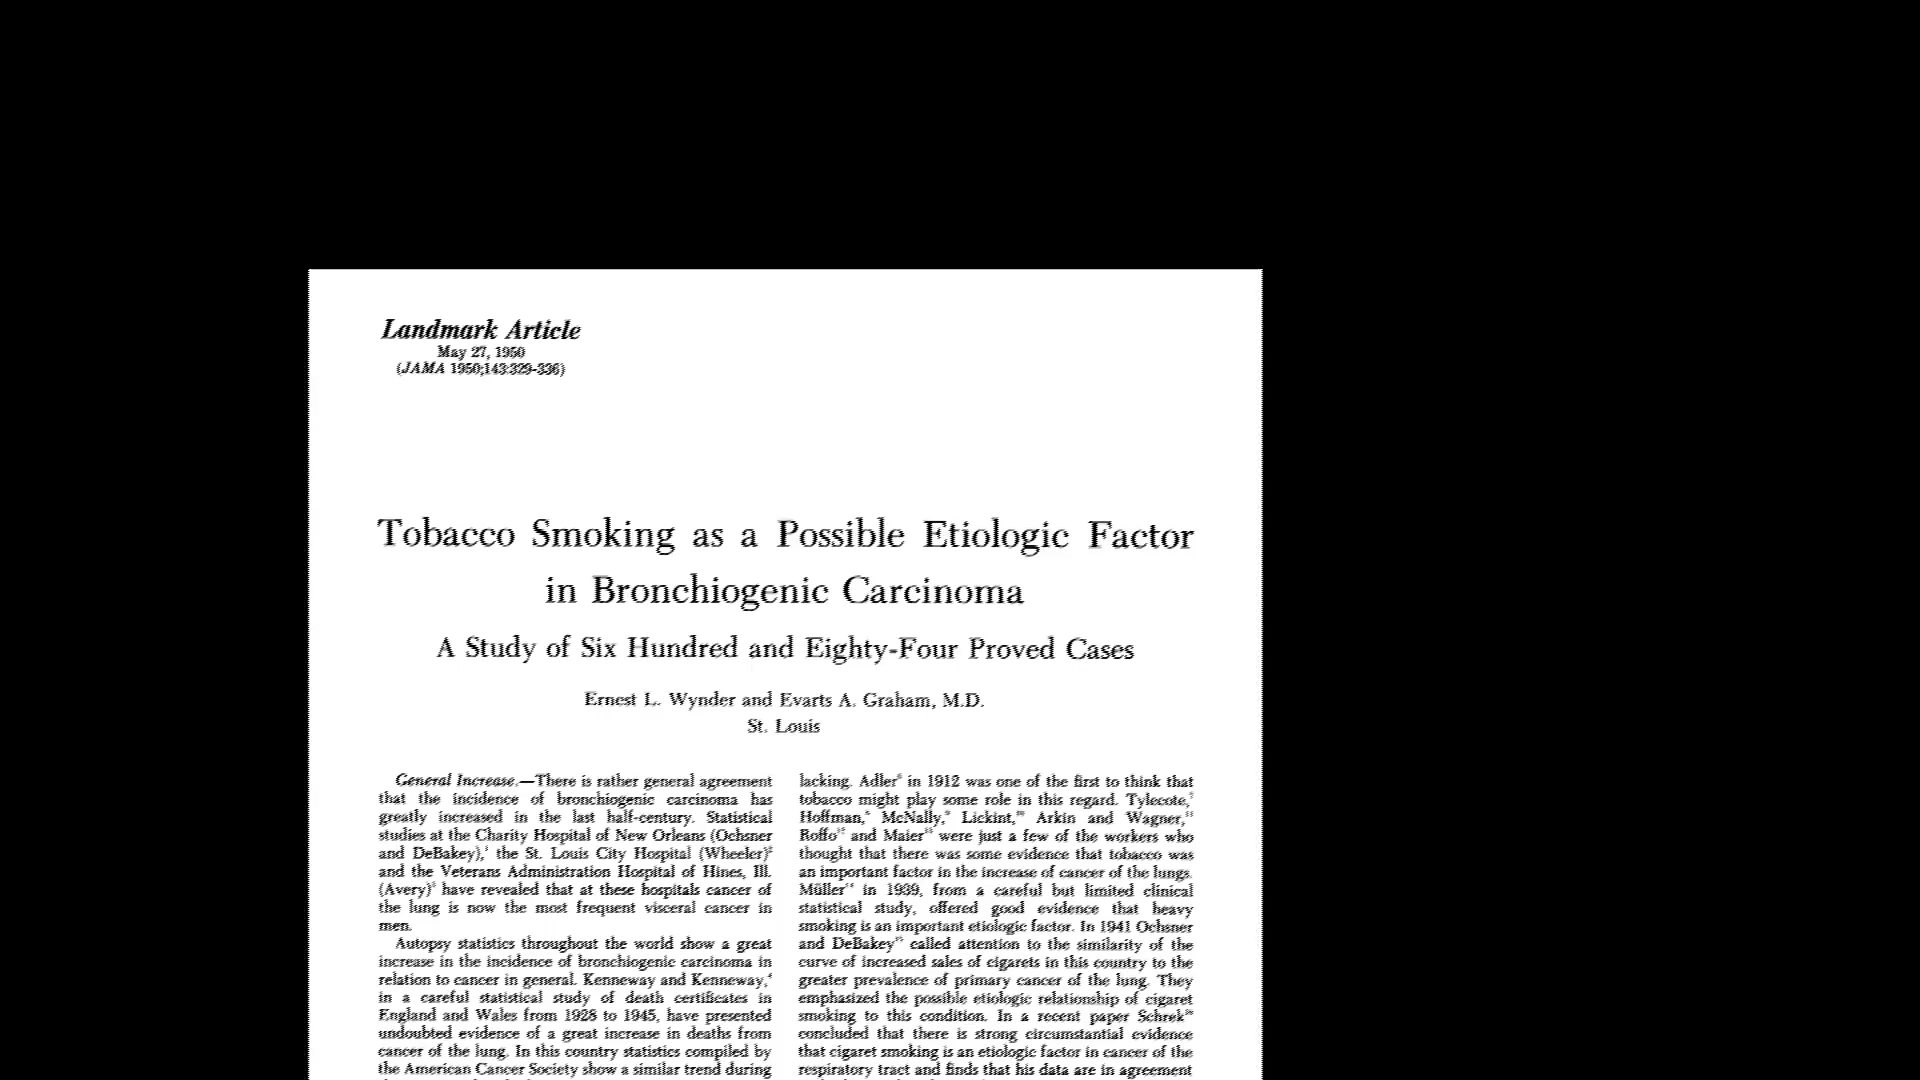 Landmark Article
May 27, 1950
(JAMA 1950;143:329-336)
Tobacco Smoking as a Possible Etiologic Factor
in Bronchiogenic Carcinoma
A Study of Six Hundred and Eighty-Four Proved Cases
Ernest L. Wynder and Evarts A. Graham, M.D.
St. Louis
General Increase.—There is rather general agreement
that the incidence of bronchiogenic carcinoma has
greatly increased in the last half-century. Statistical
studies at the Charity Hospital of New Orleans (Ochsner
and DeBakey),¹ the St. Louis City Hospital (Wheeler)²
and the Veterans Administration Hospital of Hines, Ill.
(Avery)³ have revealed that at these hospitals cancer of
the lung is now the most frequent visceral cancer in
men.
Autopsy statistics throughout the world show a great
increase in the incidence of bronchiogenic carcinoma in
relation to cancer in general. Kenneway and Kenneway,⁴
in a careful statistical study of death certificates in
England and Wales from 1928 to 1945, have presented
undoubted evidence of a great increase in deaths from
cancer of the lung. In this country statistics compiled by
the American Cancer Society show a similar trend during
lacking. Adler⁶ in 1912 was one of the first to think that
tobacco might play some role in this regard. Tylecote,⁷
Hoffman,⁸ McNally,⁹ Lickint,¹⁰ Arkin and Wagner,¹¹
Roffo¹² and Maier¹³ were just a few of the workers who
thought that there was some evidence that tobacco was
an important factor in the increase of cancer of the lungs.
Müller¹⁴ in 1939, from a careful but limited clinical
statistical study, offered good evidence that heavy
smoking is an important etiologic factor. In 1941 Ochsner
and DeBakey¹⁵ called attention to the similarity of the
curve of increased sales of cigarets in this country to the
greater prevalence of primary cancer of the lung. They
emphasized the possible etiologic relationship of cigaret
smoking to this condition. In a recent paper Schrek¹⁶
concluded that there is strong circumstantial evidence
that cigaret smoking is an etiologic factor in cancer of the
respiratory tract and finds that his data are in agreement